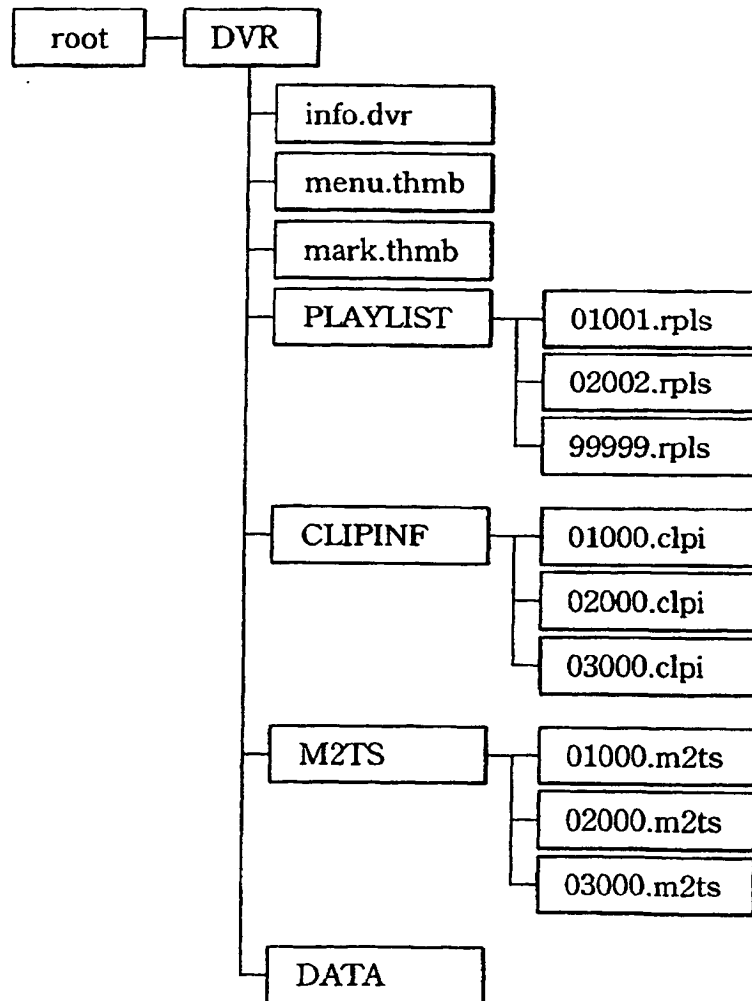 root DVR
info.dvr
menu.thmb
mark.thmb
PLAYLIST 01001.rpls
02002.rpls
99999.rpls
CLIPINF 01000.clpi
02000.clpi
03000.clpi
M2TS 01000.m2ts
02000.m2ts
03000.m2ts
DATA